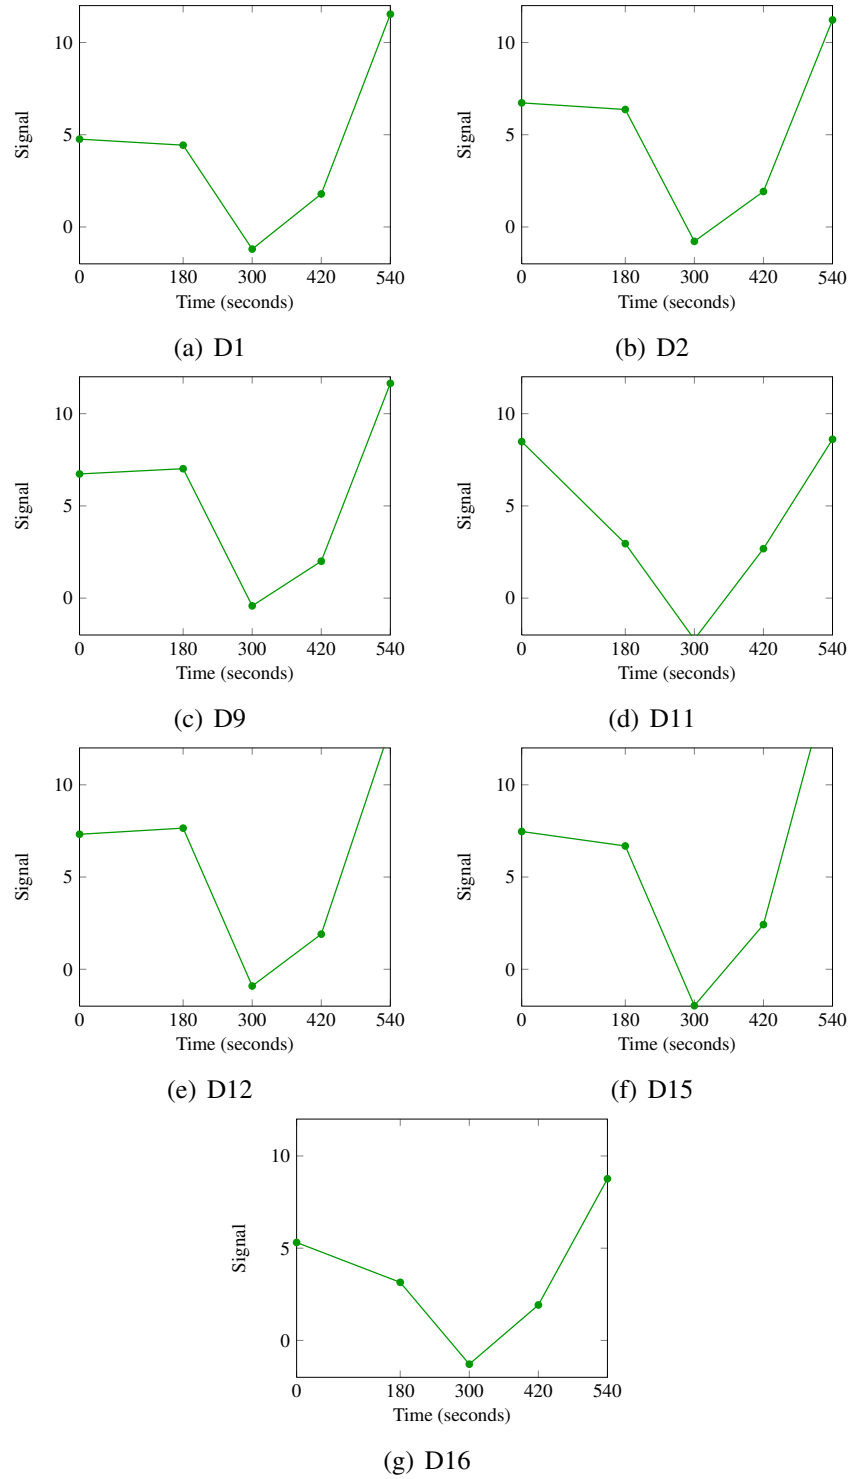 10
5
0
Signal
0 180 300 420 540
Time (seconds)
(a) D1
10
5
0
Signal
0 180 300 420 540
Time (seconds)
(b) D2
10
5
0
Signal
0 180 300 420 540
Time (seconds)
(c) D9
10
5
0
Signal
0 180 300 420 540
Time (seconds)
(d) D11
10
5
0
Signal
0 180 300 420 540
Time (seconds)
(e) D12
10
5
0
Signal
0 180 300 420 540
Time (seconds)
(f) D15
10
5
0
Signal
0 180 300 420 540
Time (seconds)
(g) D16